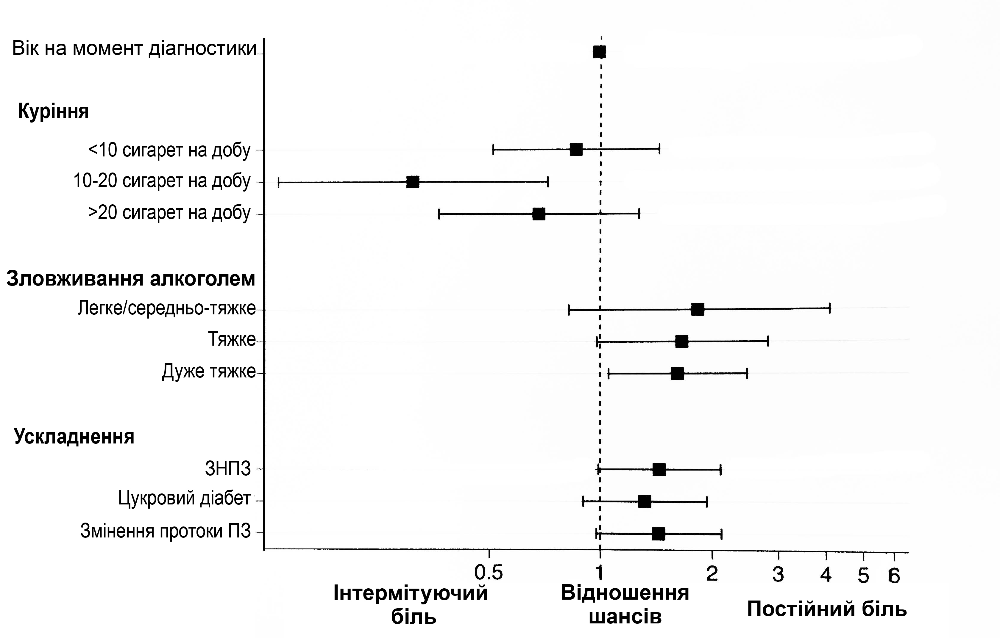 Вік на момент діагностики
Куріння
<10 сигарет на добу
10-20 сигарет на добу
>20 сигарет на добу
Зловживання алкоголем
Легке/середньо-тяжке
Тяжке
Дуже тяжке
Ускладнення
ЗНПЗ
Цукровий діабет
Змінення протоки ПЗ
0.5 1 2 3 4 5 6
Інтермітуючий Відношення
біль шансів Постійний біль